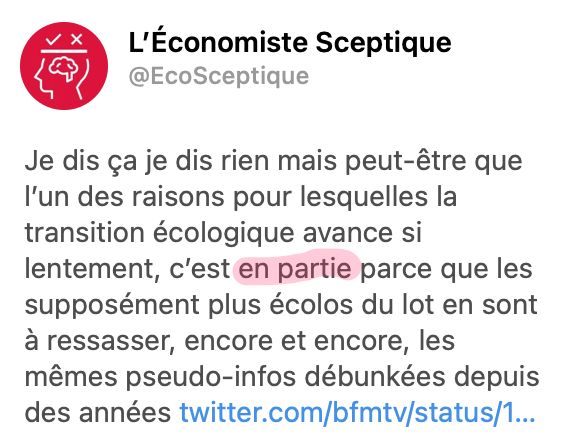 L’Économiste Sceptique
@EcoSceptique
Je dis ça je dis rien mais peut-être que
l’un des raisons pour lesquelles la
transition écologique avance si
lentement, c’est en partie parce que les
supposément plus écolos du lot en sont
à ressasser, encore et encore, les
mêmes pseudo-infos débunkées depuis
des années twitter.com/bfmtv/status/1...